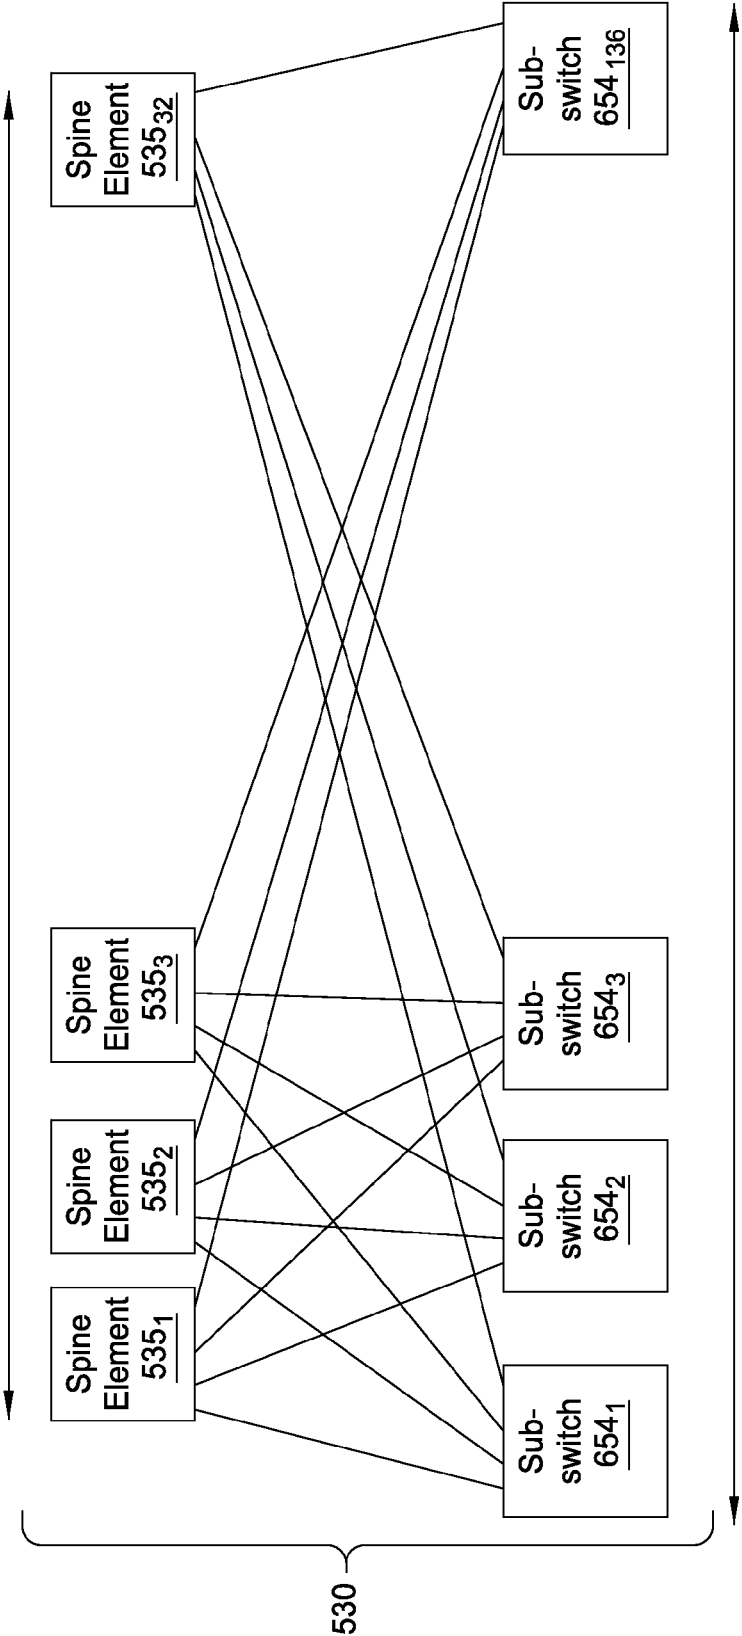 Spine
Element
535₁
Spine
Element
535₂
Spine
Element
535₃
Spine
Element
535₃₂
Sub-
switch
654₁
Sub-
switch
654₂
Sub-
switch
654₃
Sub-
switch
654₁₃₆
530